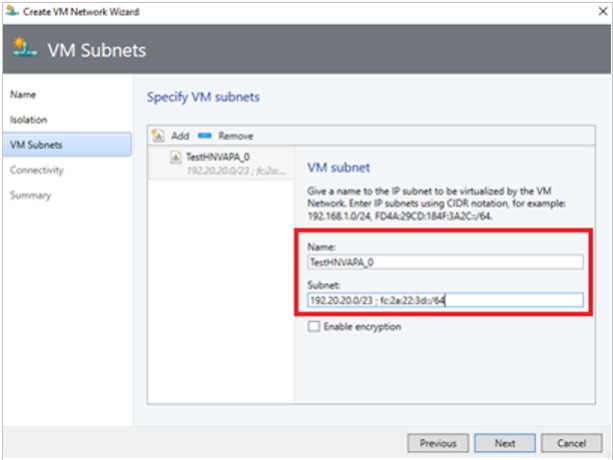 Create VM Network Wizard
VM Subnets
Name
Isolation
VM Subnets
Connectivity
Summary
Specify VM subnets
Add Remove
TestHNVAPA_0
192.20.20.0/23 ; fc:2a:...
VM subnet
Give a name to the IP subnet to be virtualized by the VM
Network. Enter IP subnets using CIDR notation, for example:
192.168.1.0/24, FD4A:29CD:184F:3A2C::/64.
Name:
TestHNVAPA_0
Subnet:
192.20.20.0/23 ; fc:2a:22:3d::/64
Enable encryption
Previous Next Cancel